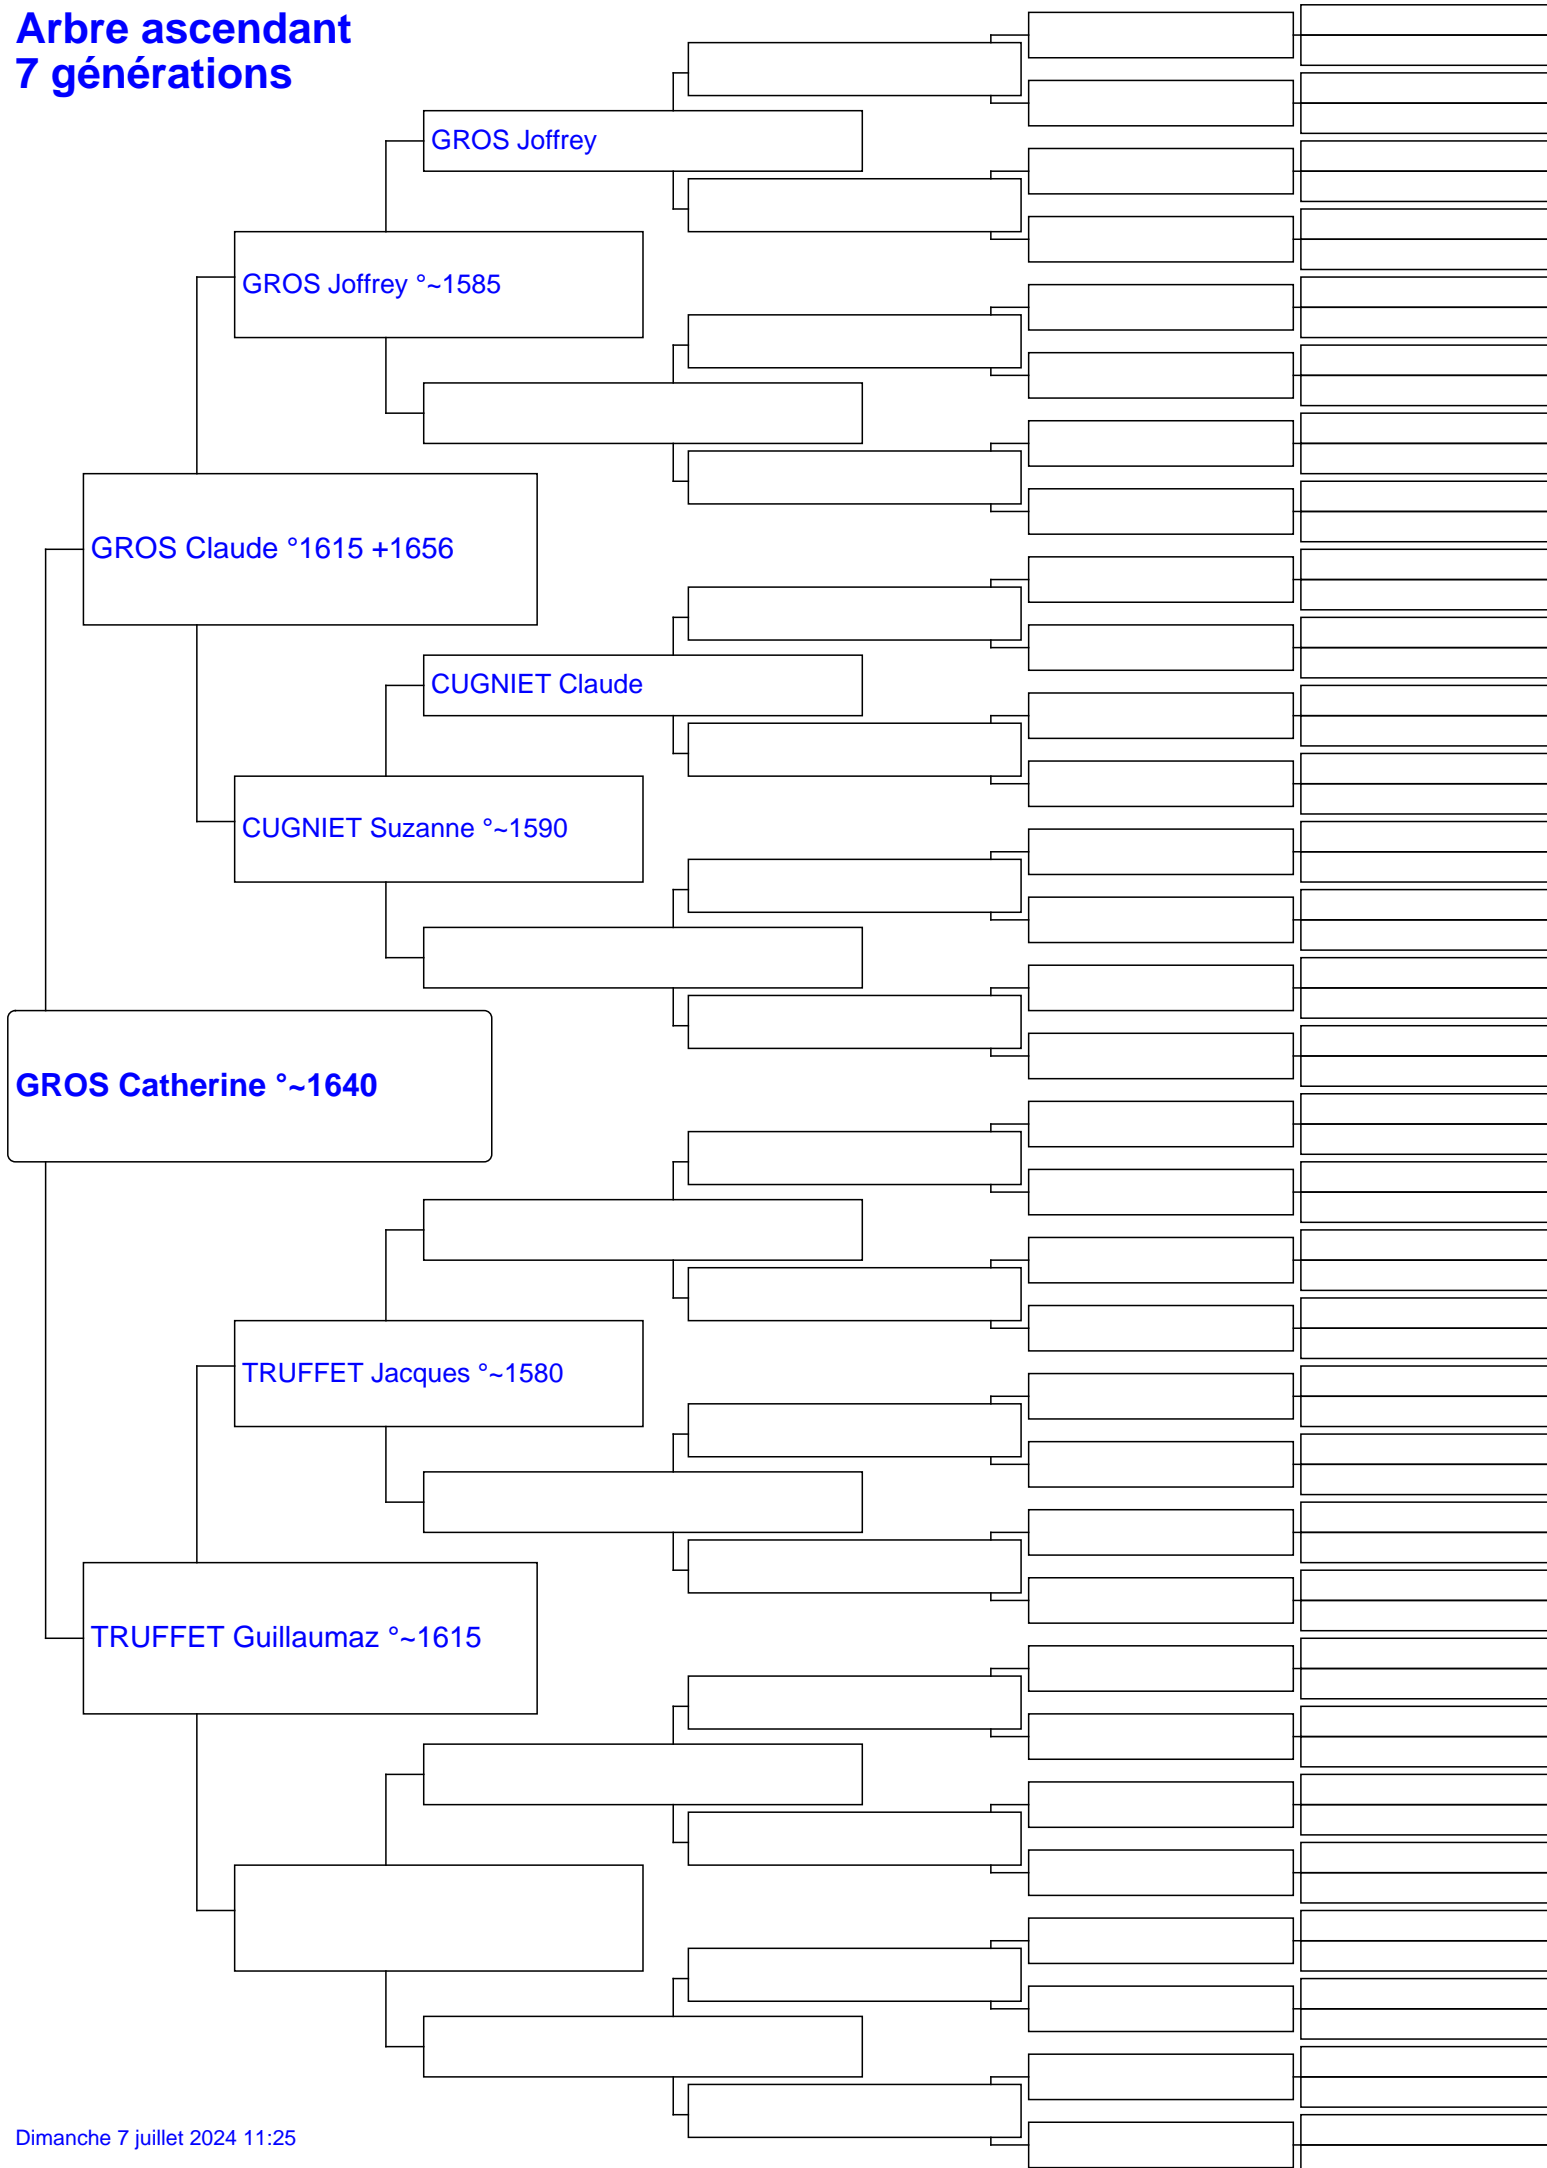 Arbre ascendant
7 générations
GROS Joffrey
GROS Joffrey °~1585
GROS Claude °1615 +1656
CUGNIET Claude
CUGNIET Suzanne °~1590
GROS Catherine °~1640
TRUFFET Jacques °~1580
TRUFFET Guillaumaz °~1615
Dimanche 7 juillet 2024 11:25